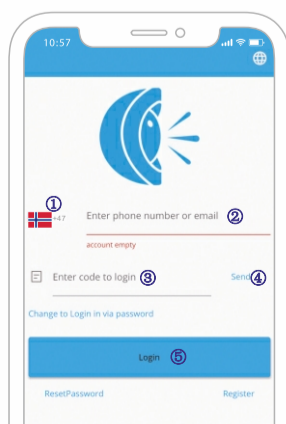 10:57
①
+47
Enter phone number or email ②
account empty
Enter code to login ③
Send ④
Change to Login in via password
Login ⑤
ResetPassword
Register